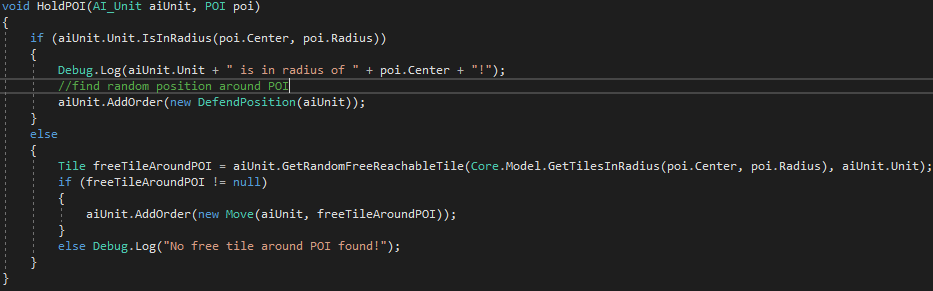 void HoldPOI(AI_Unit aiUnit, POI poi)
{
if (aiUnit.Unit.IsInRadius(poi.Center, poi.Radius))
{
Debug.Log(aiUnit.Unit + " is in radius of " + poi.Center + "!");
//find random position around POI
aiUnit.AddOrder(new DefendPosition(aiUnit));
}
else
{
Tile freeTileAroundPOI = aiUnit.GetRandomFreeReachableTile(Core.Model.GetTilesInRadius(poi.Center, poi.Radius), aiUnit.Unit);
if (freeTileAroundPOI != null)
{
aiUnit.AddOrder(new Move(aiUnit, freeTileAroundPOI));
}
else Debug.Log("No free tile around POI found!");
}
}